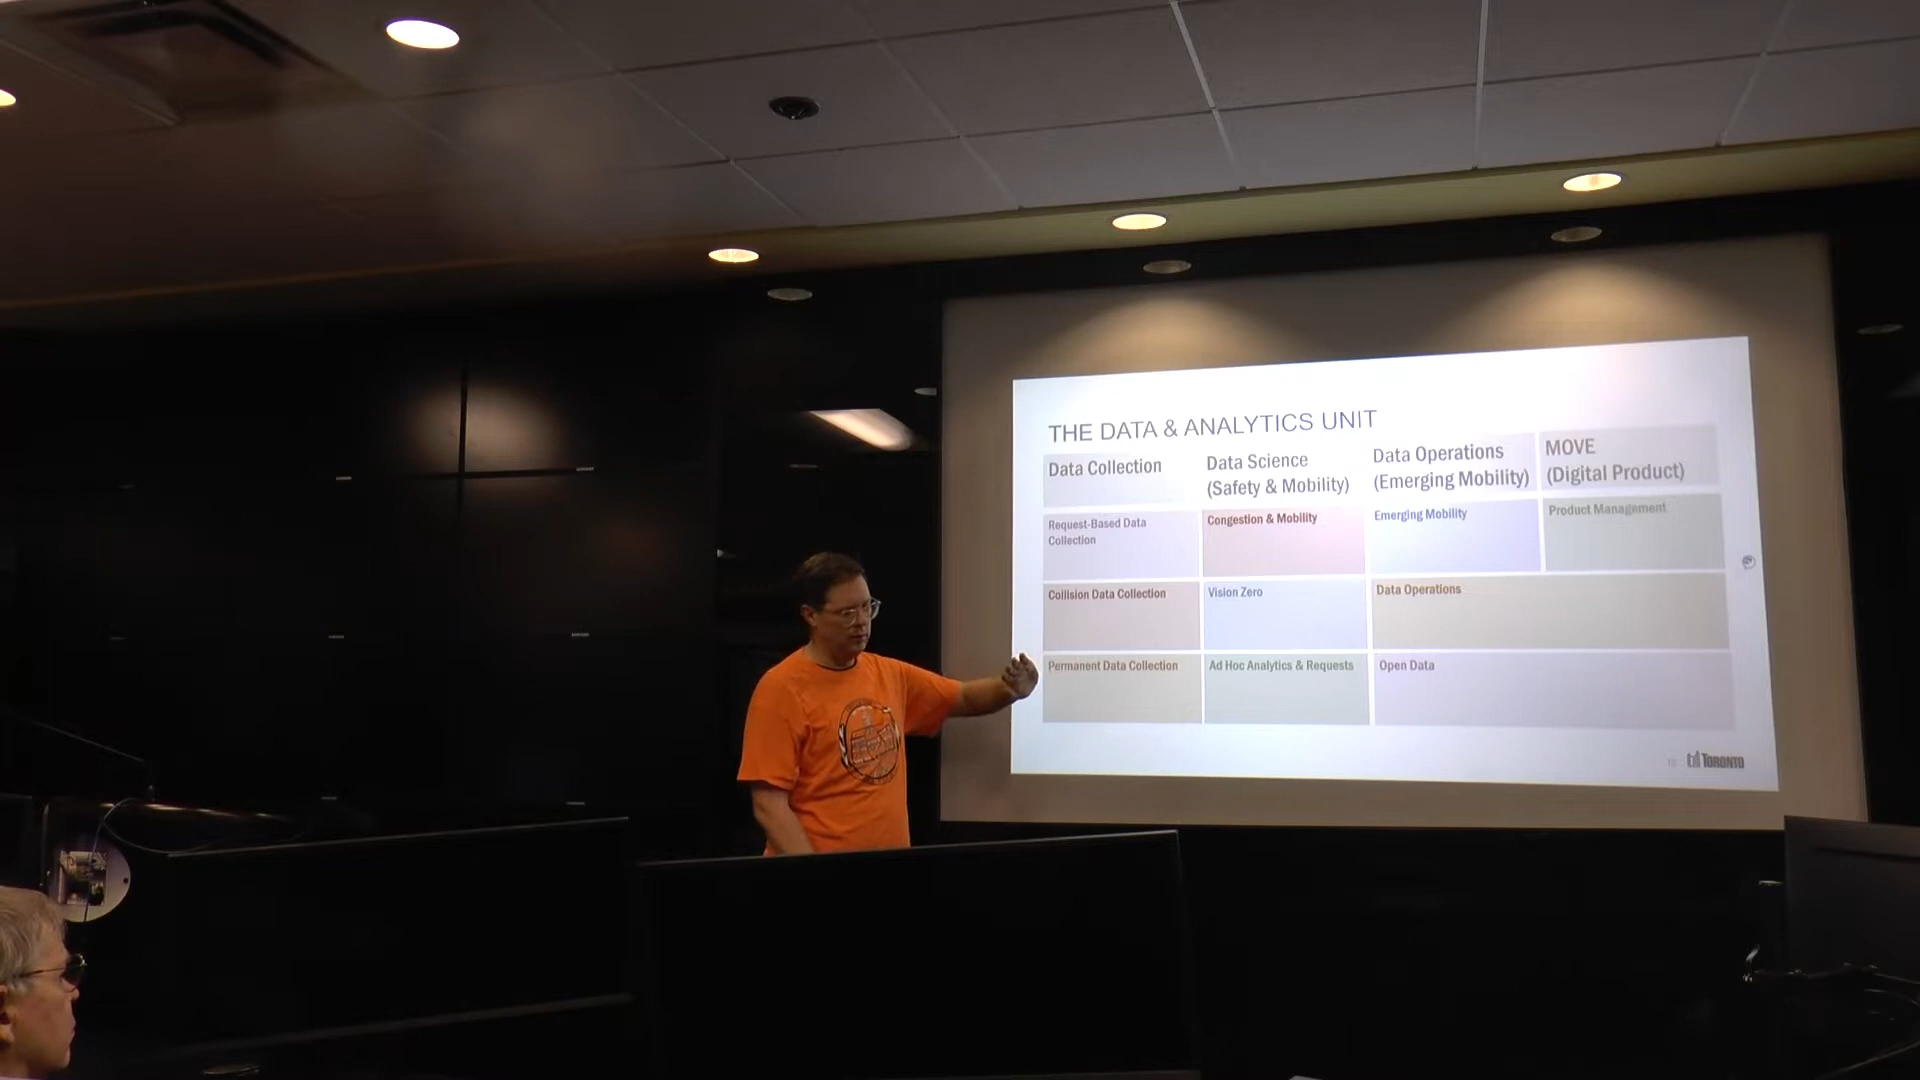 THE DATA & ANALYTICS UNIT
Data Collection
Data Science
(Safety & Mobility)
Data Operations
(Emerging Mobility)
MOVE
(Digital Product)
Request-Based Data
Collection
Congestion & Mobility
Emerging Mobility
Product Management
Collision Data Collection
Vision Zero
Data Operations
Permanent Data Collection
Ad Hoc Analytics & Requests
Open Data
TORONTO